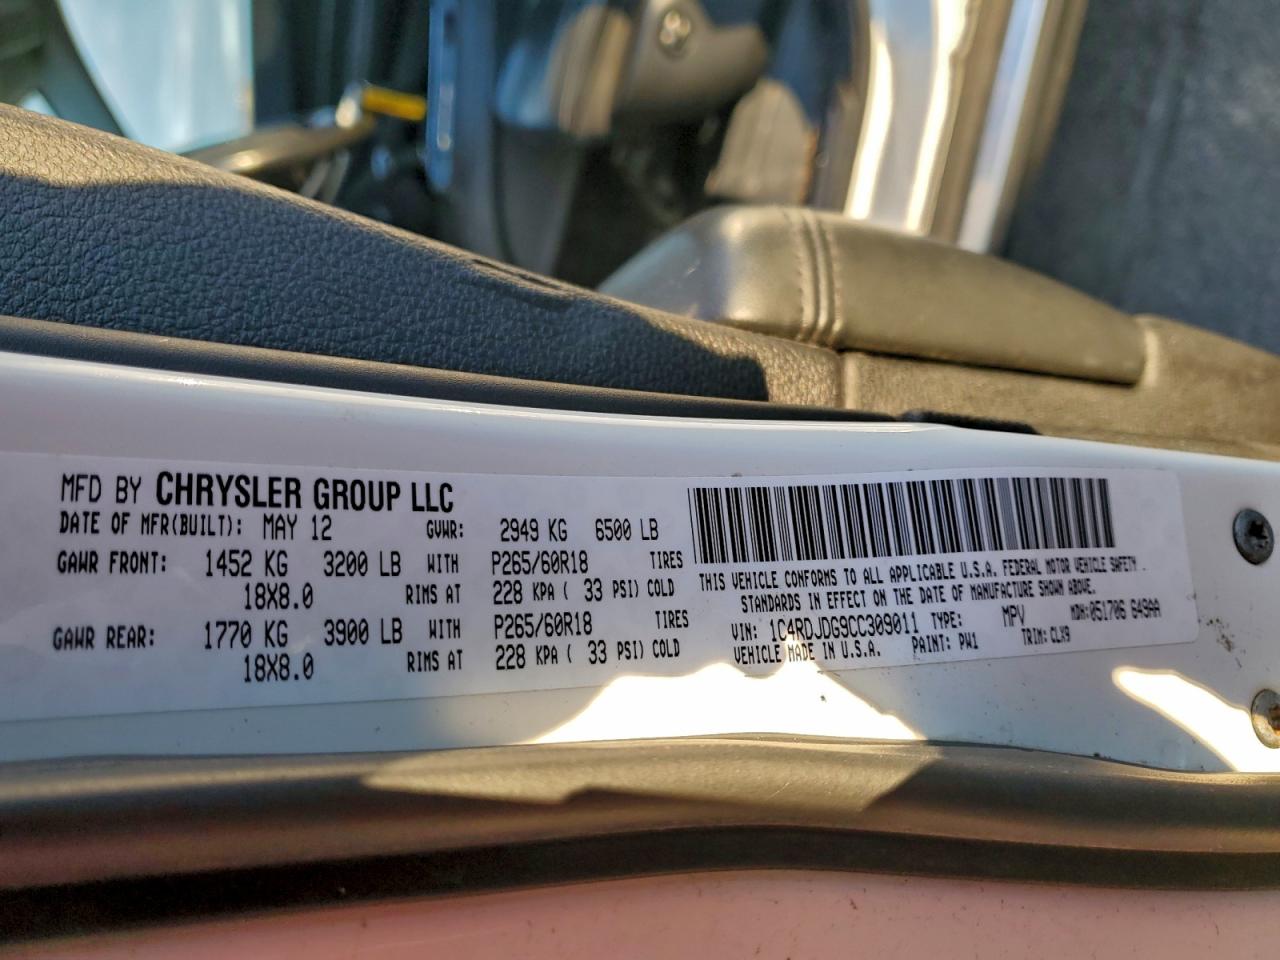 MFD BY CHRYSLER GROUP LLC
DATE OF MFR(BUILT): MAY 12 GVWR: 2949 KG 6500 LB
GAWR FRONT: 1452 KG 3200 LB WITH P265/60R18 TIRES
18X8.0 RIMS AT 228 KPA ( 33 PSI) COLD
GAWR REAR: 1770 KG 3900 LB WITH P265/60R18 TIRES
18X8.0 RIMS AT 228 KPA ( 33 PSI) COLD
THIS VEHICLE CONFORMS TO ALL APPLICABLE U.S.A. FEDERAL MOTOR VEHICLE SAFETY
STANDARDS IN EFFECT ON THE DATE OF MANUFACTURE SHOWN ABOVE.
VIN: 1C4RDJDG9CC309011 TYPE: MPV MDH:051706 649AA
VEHICLE MADE IN U.S.A. PAINT: PW1 TRIM:CLX9